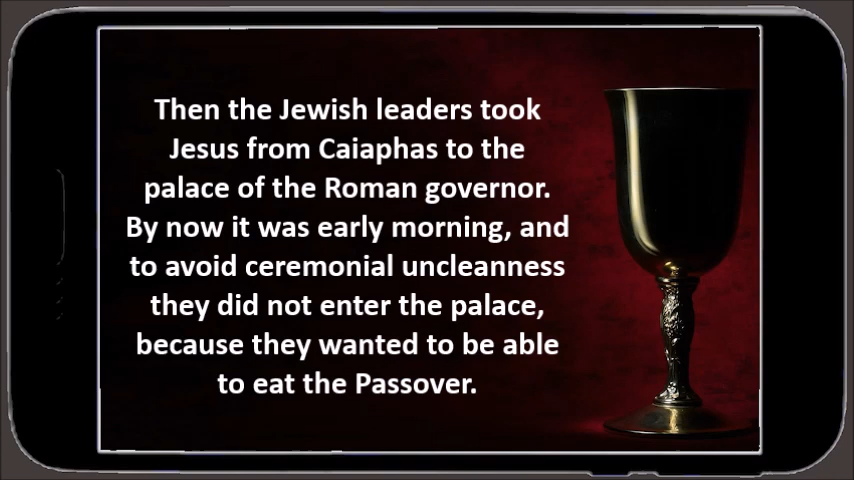 Then the Jewish leaders took
Jesus from Caiaphas to the
palace of the Roman governor.
By now it was early morning, and
to avoid ceremonial uncleanness
they did not enter the palace,
because they wanted to be able
to eat the Passover.